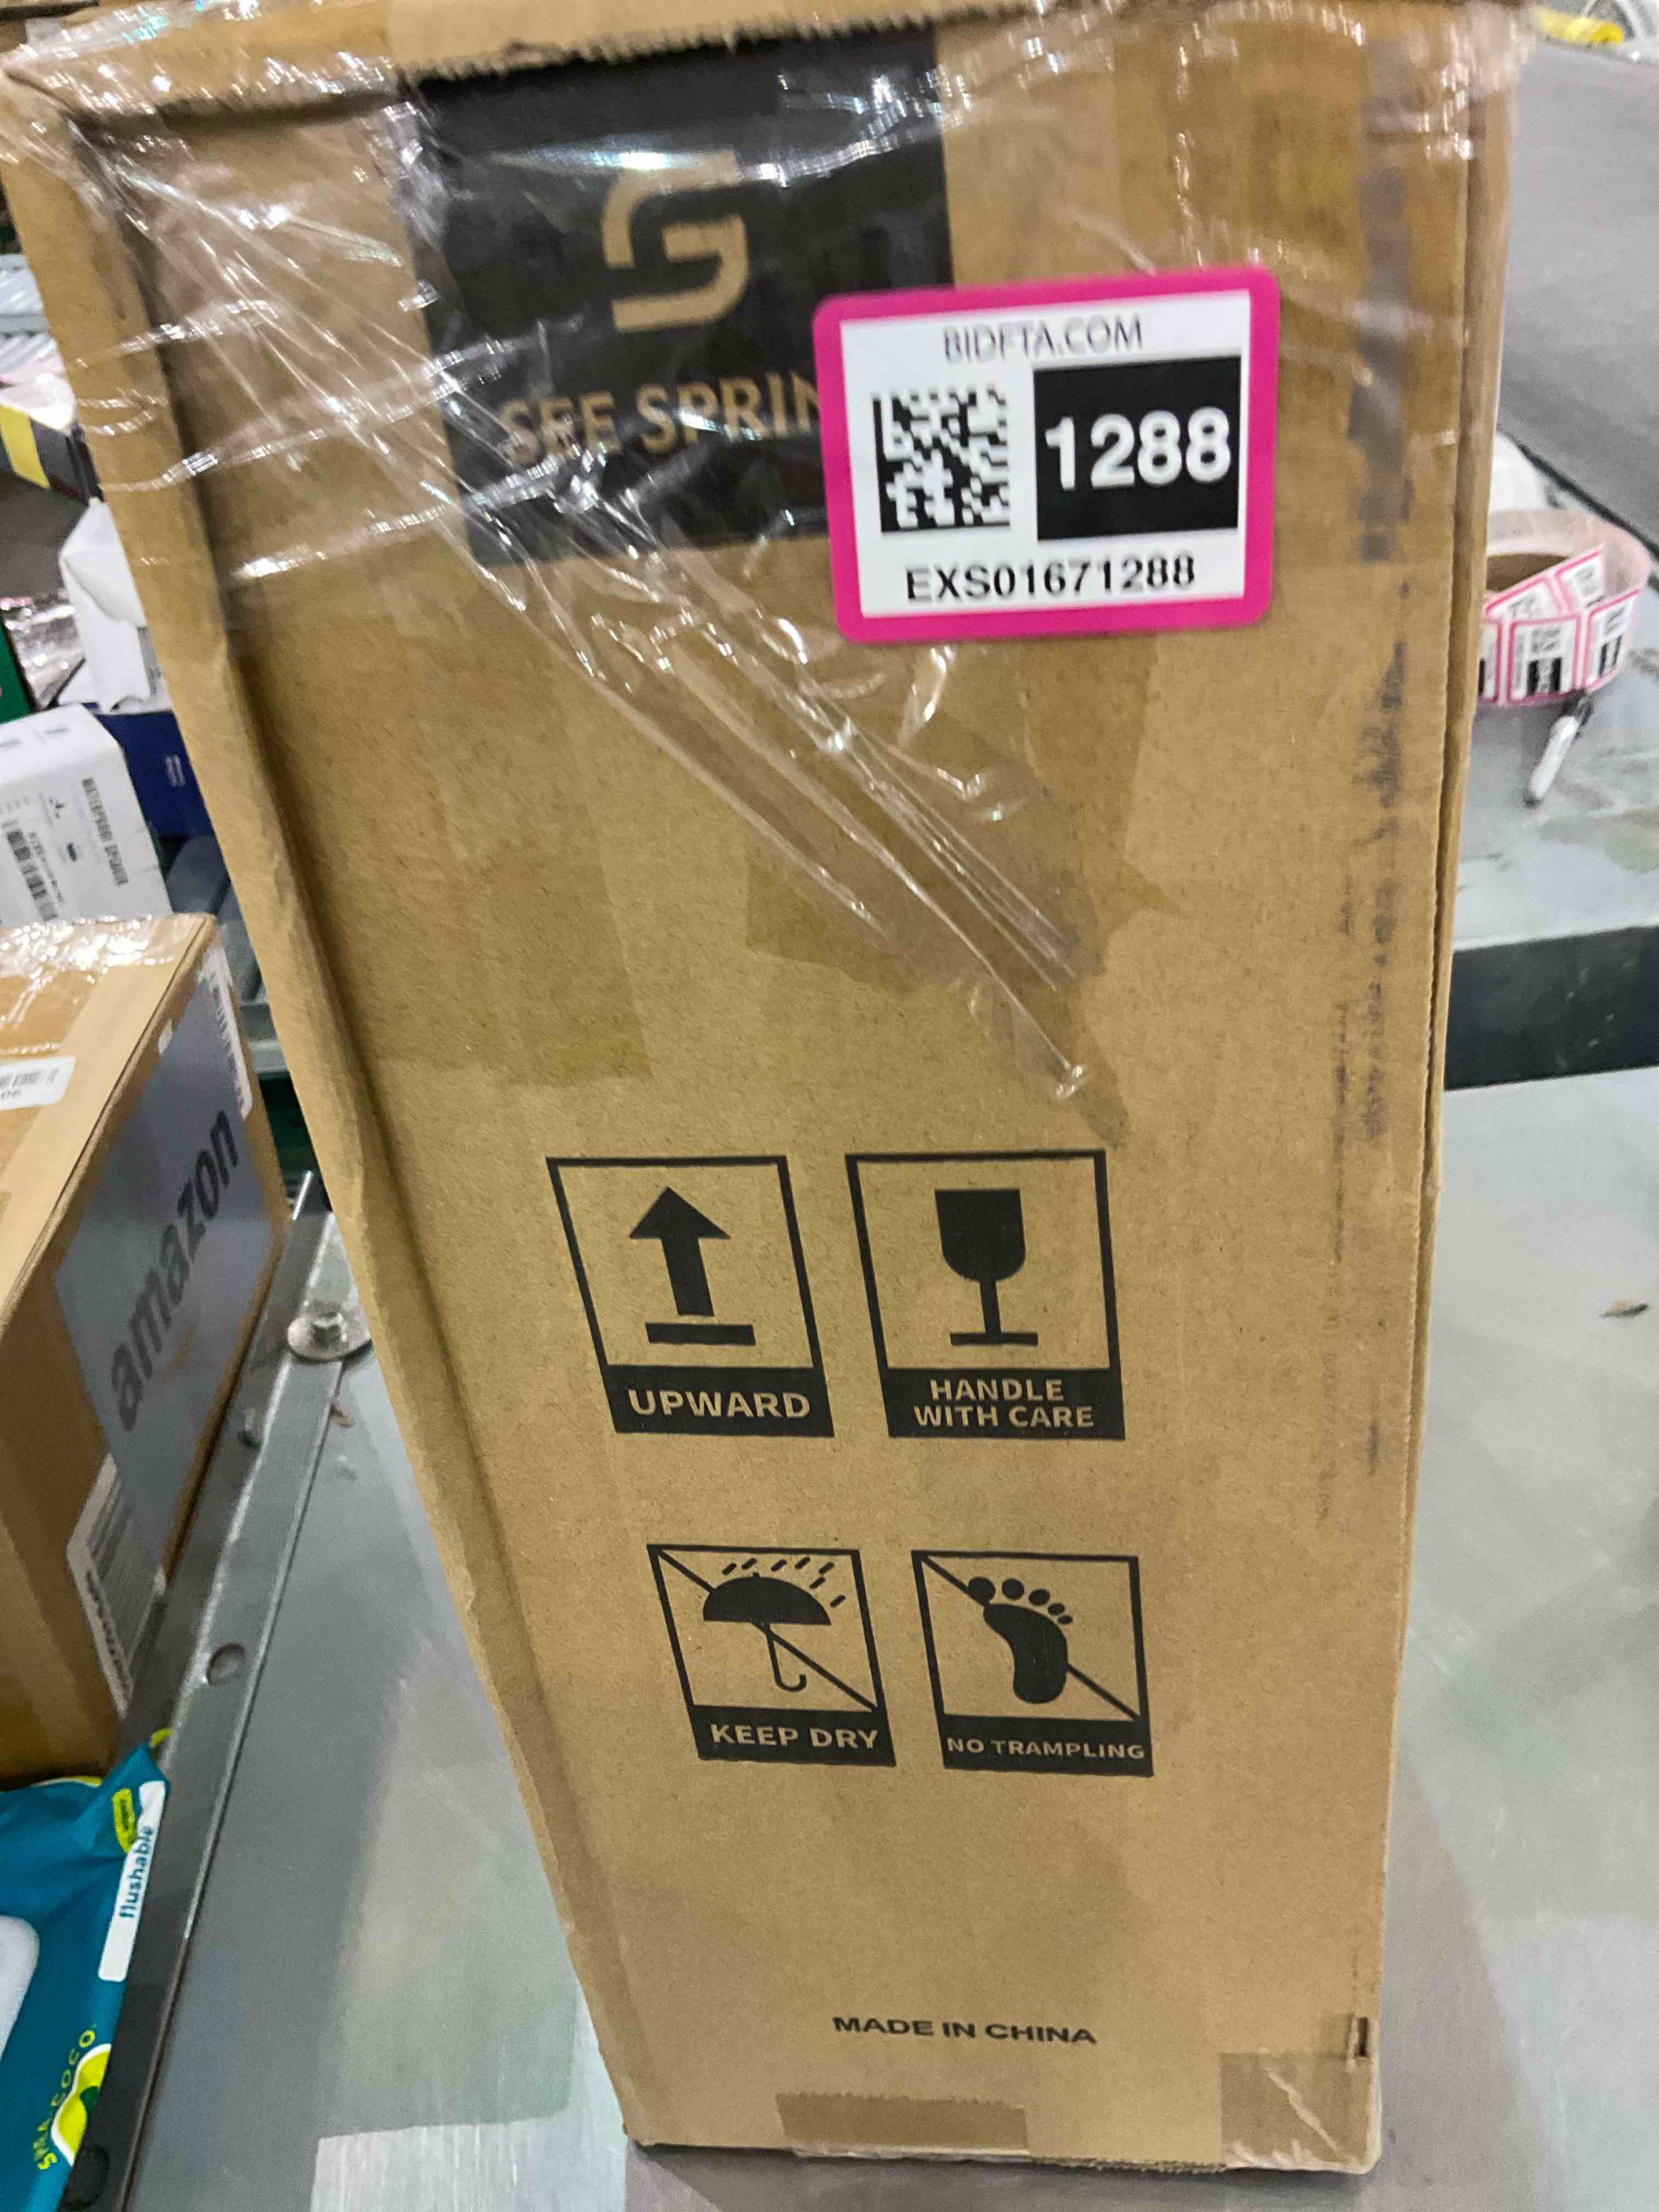 SEE SPRIN
BIDFTA.COM
1288
EXS01671288
amazon
UPWARD
HANDLE
WITH CARE
KEEP DRY
NO TRAMPLING
flushable
MADE IN CHINA